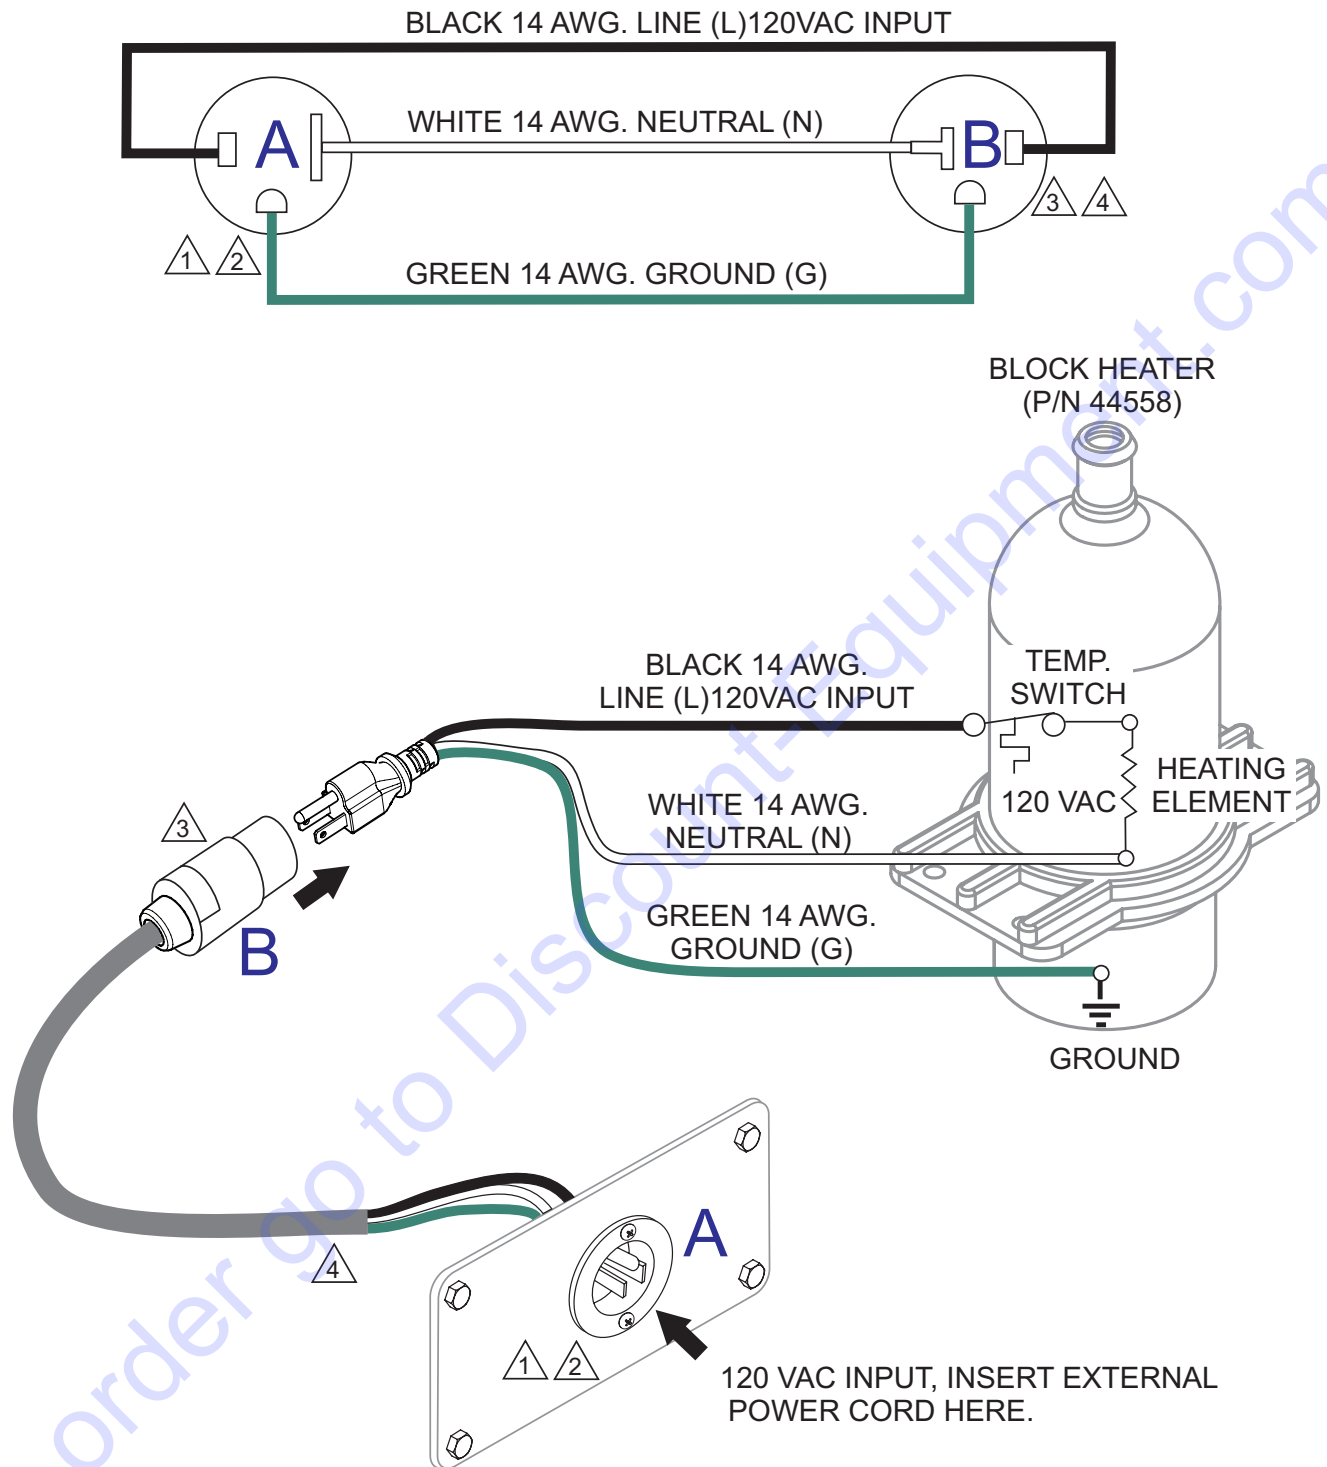 BLACK 14 AWG. LINE (L)120VAC INPUT
A
WHITE 14 AWG. NEUTRAL (N)
B
1 2
3 4
GREEN 14 AWG. GROUND (G)
BLOCK HEATER
(P/N 44558)
BLACK 14 AWG.
LINE (L)120VAC INPUT
TEMP.
SWITCH
HEATING
ELEMENT
120 VAC
WHITE 14 AWG.
NEUTRAL (N)
3
B
GREEN 14 AWG.
GROUND (G)
GROUND
A
4
1 2
120 VAC INPUT, INSERT EXTERNAL
POWER CORD HERE.
order go to Discount-Equipment.com